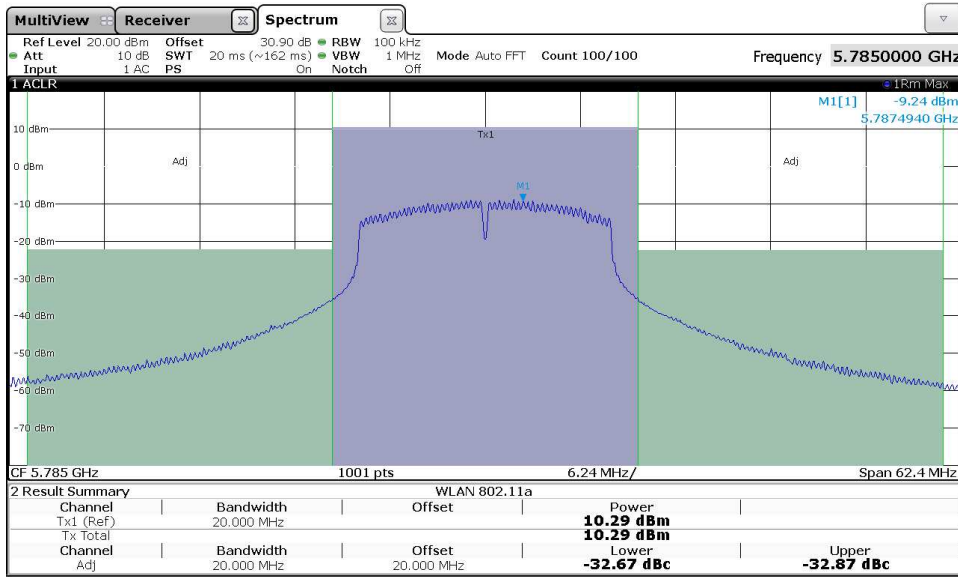 MultiView Receiver Spectrum
Ref Level 20.00 dBm Offset 30.90 dB RBW 100 kHz
Att 10 dB SWT 20 ms (~162 ms) VBW 1 MHz Mode Auto FFT Count 100/100 Frequency 5.7850000 GHz
Input 1 AC PS On Notch Off
1 ACLR 1Rm Max
M1[1] -9.24 dBm
5.7874940 GHz
10 dBm
Tx1
Adj Adj
0 dBm
M1
-10 dBm
-20 dBm
-30 dBm
-40 dBm
-50 dBm
-60 dBm
-70 dBm
CF 5.785 GHz 1001 pts 6.24 MHz/ Span 62.4 MHz
2 Result Summary WLAN 802.11a
Channel Bandwidth Offset Power
Tx1 (Ref) 20.000 MHz 10.29 dBm
Tx Total 10.29 dBm
Channel Bandwidth Offset Lower Upper
Adj 20.000 MHz 20.000 MHz -32.67 dBc -32.87 dBc